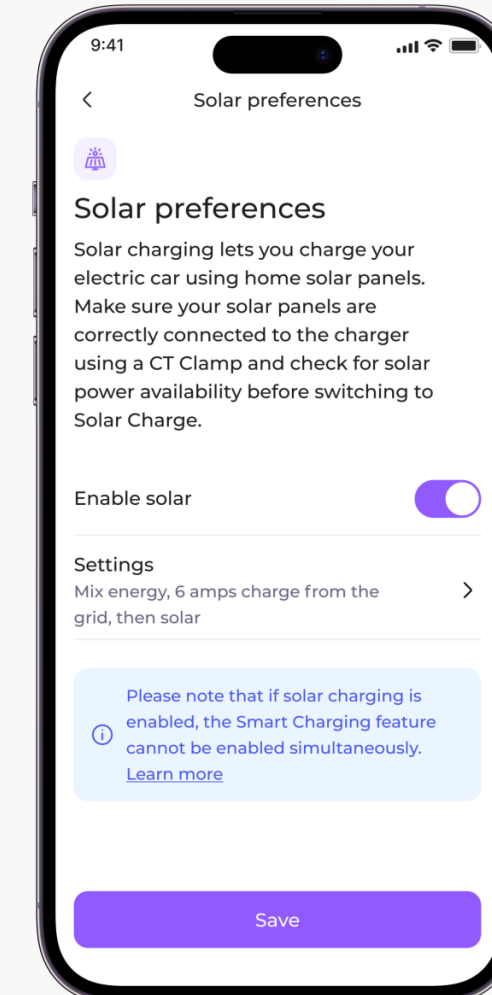 9:41
Solar preferences
Solar preferences
Solar charging lets you charge your
electric car using home solar panels.
Make sure your solar panels are
correctly connected to the charger
using a CT Clamp and check for solar
power availability before switching to
Solar Charge.
Enable solar
Settings
Mix energy, 6 amps charge from the
grid, then solar
Please note that if solar charging is
enabled, the Smart Charging feature
cannot be enabled simultaneously.
Learn more
Save